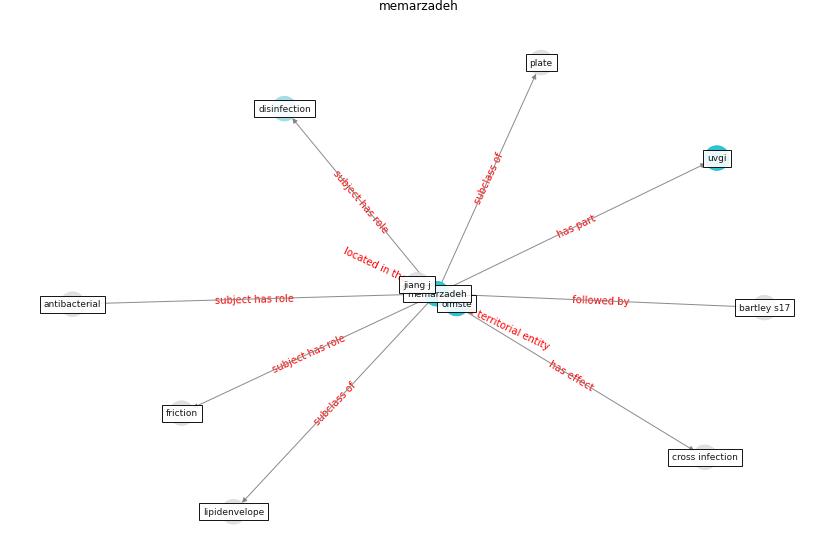 memarzadeh
plate
disinfection
uvgi
subject has role
subclass of
has part
located in th
territorial entity
jiang j
memarzadeh
antibacterial
subject has role
followed by
bartley s17
subject has role
has effect
friction
subclass of
cross infection
lipidenvelope